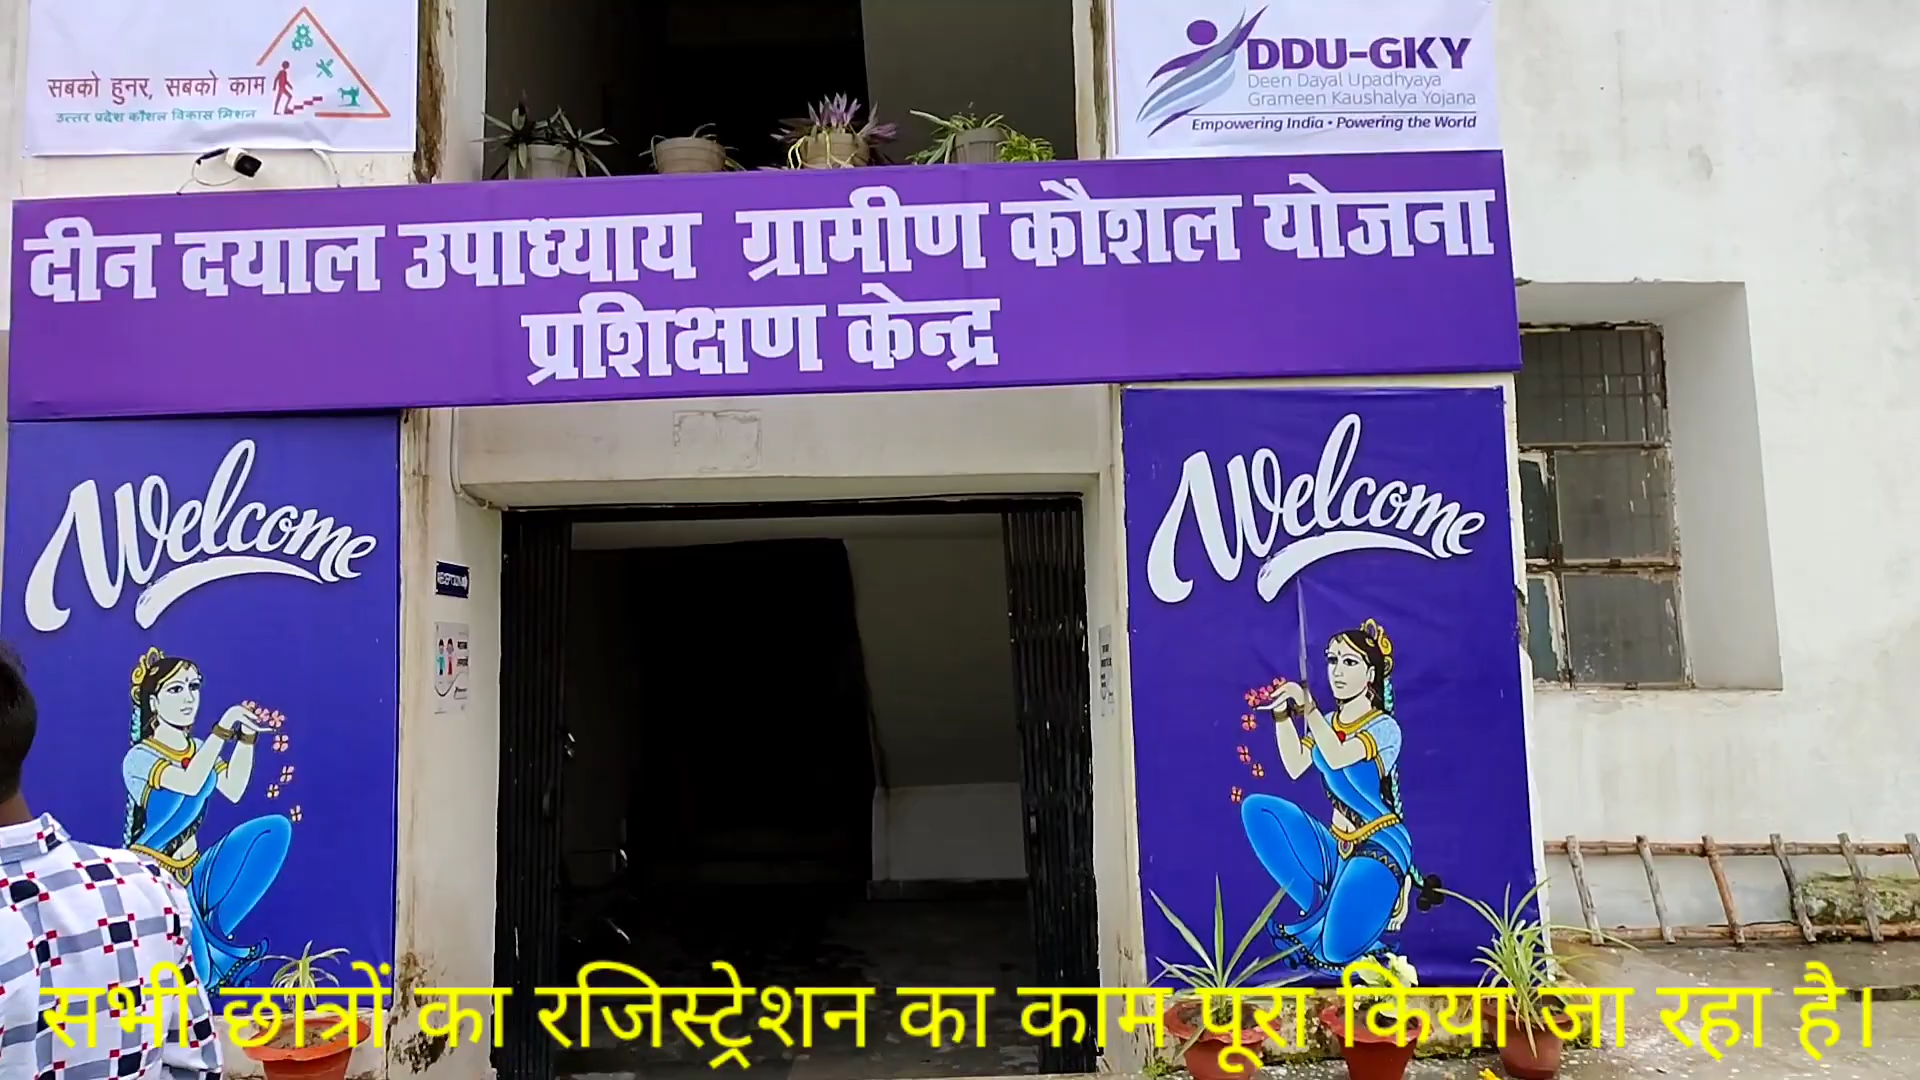 सबको हुनर, सबको काम
उत्तर प्रदेश कौशल विकास मिशन
DDU-GKY
Deen Dayal Upadhyaya
Grameen Kaushalya Yojana
Empowering India • Powering the World
दीन दयाल उपाध्याय ग्रामीण कौशल योजना
प्रशिक्षण केन्द्र
Welcome
Welcome
RECEPTION
सभी छात्रों का रजिस्ट्रेशन का काम पूरा किया जा रहा है।